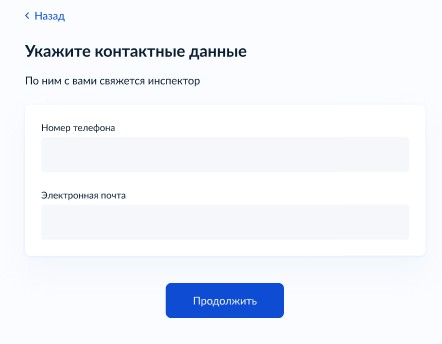 Назад
Укажите контактные данные
По ним с вами свяжется инспектор
Номер телефона
Электронная почта
Продолжить